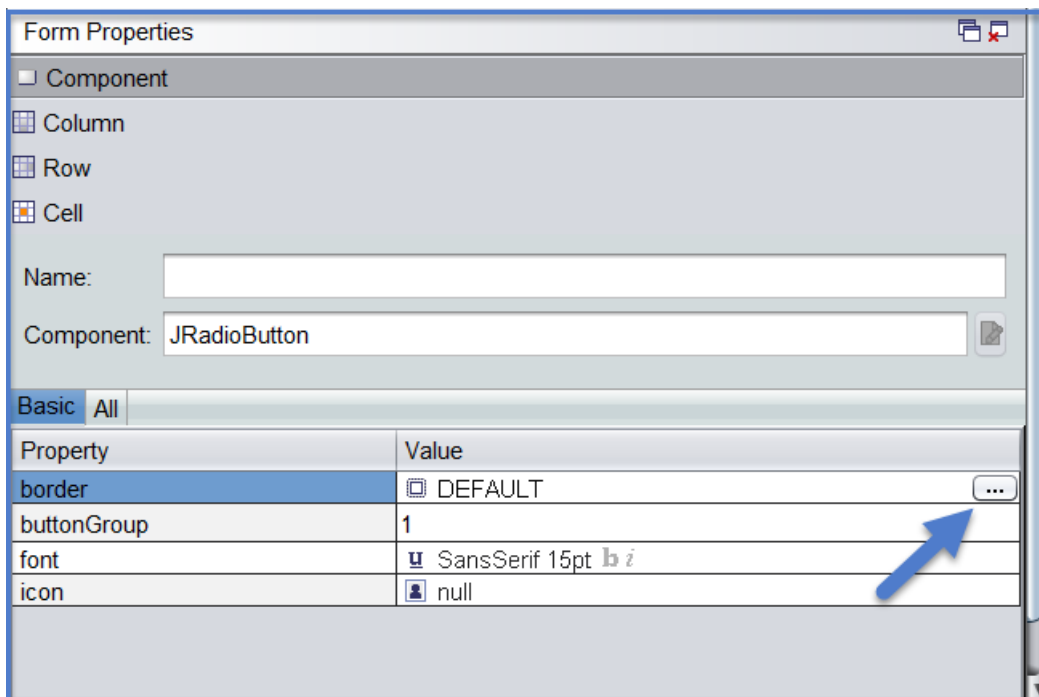 Form Properties
Component
Column
Row
Cell
Name:
Component: JRadioButton
Basic All
Property Value
border DEFAULT ...
buttonGroup 1
font u SansSerif 15pt b i
icon null